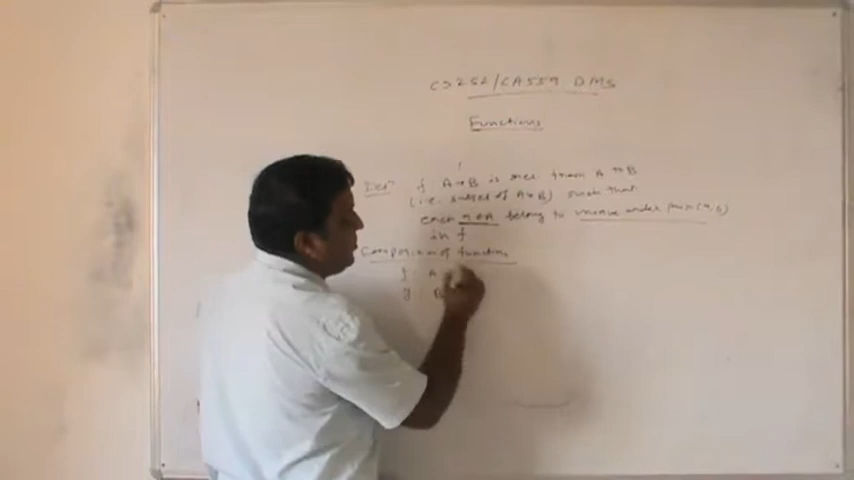 CS252/CA559 DMS
Functions
Defn f A→B is rel from A to B
(i.e. subset of A×B) such that
each a∈A belong to unique order pair (a, b)
in f
Composition of function
f : A
g : B